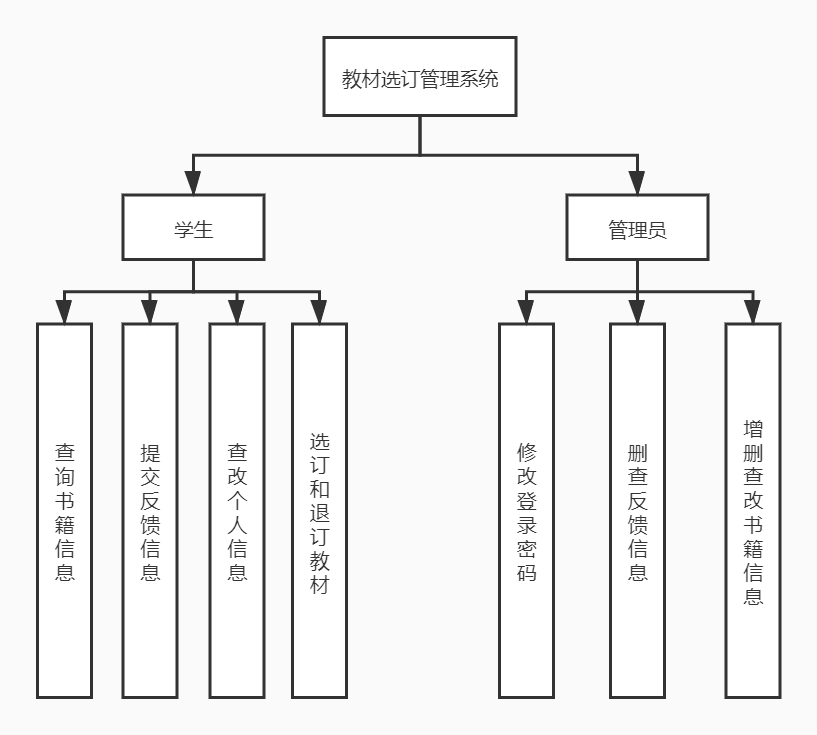 教材选订管理系统
学生
管理员
查询书籍信息
提交反馈信息
查改个人信息
选订和退订教材
修改登录密码
删查反馈信息
增删查改书籍信息